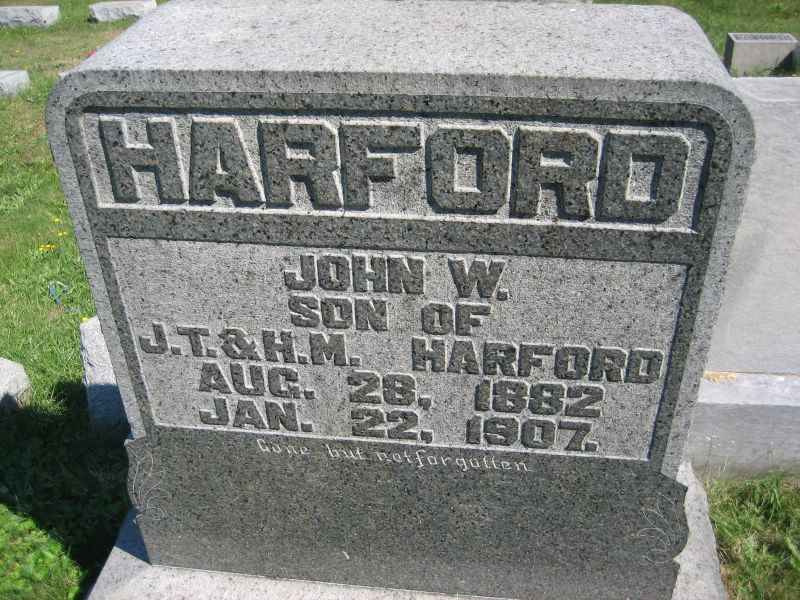 HARFORD
JOHN W.
SON OF
J.T.&H.M. HARFORD
AUG. 28, 1882
JAN. 22, 1907.
Gone but not forgotten